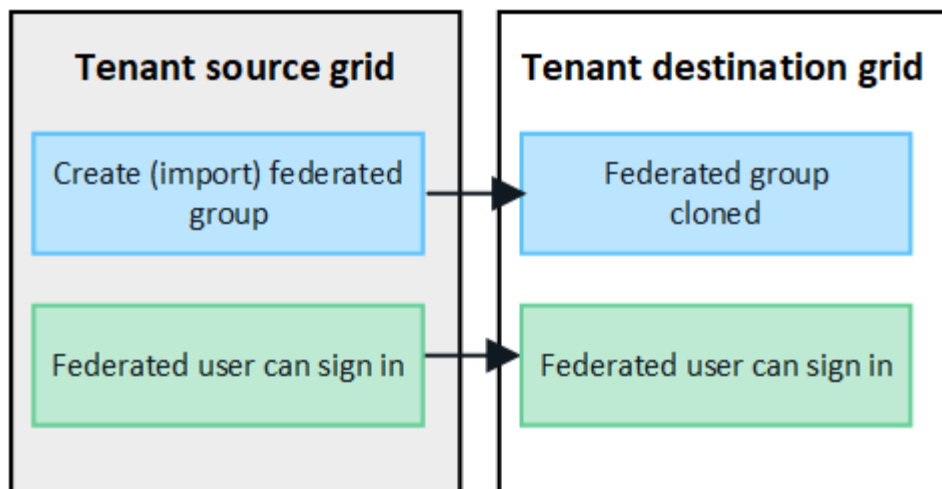 Tenant source grid
Create (import) federated
group
Federated user can sign in
Tenant destination grid
Federated group
cloned
Federated user can sign in